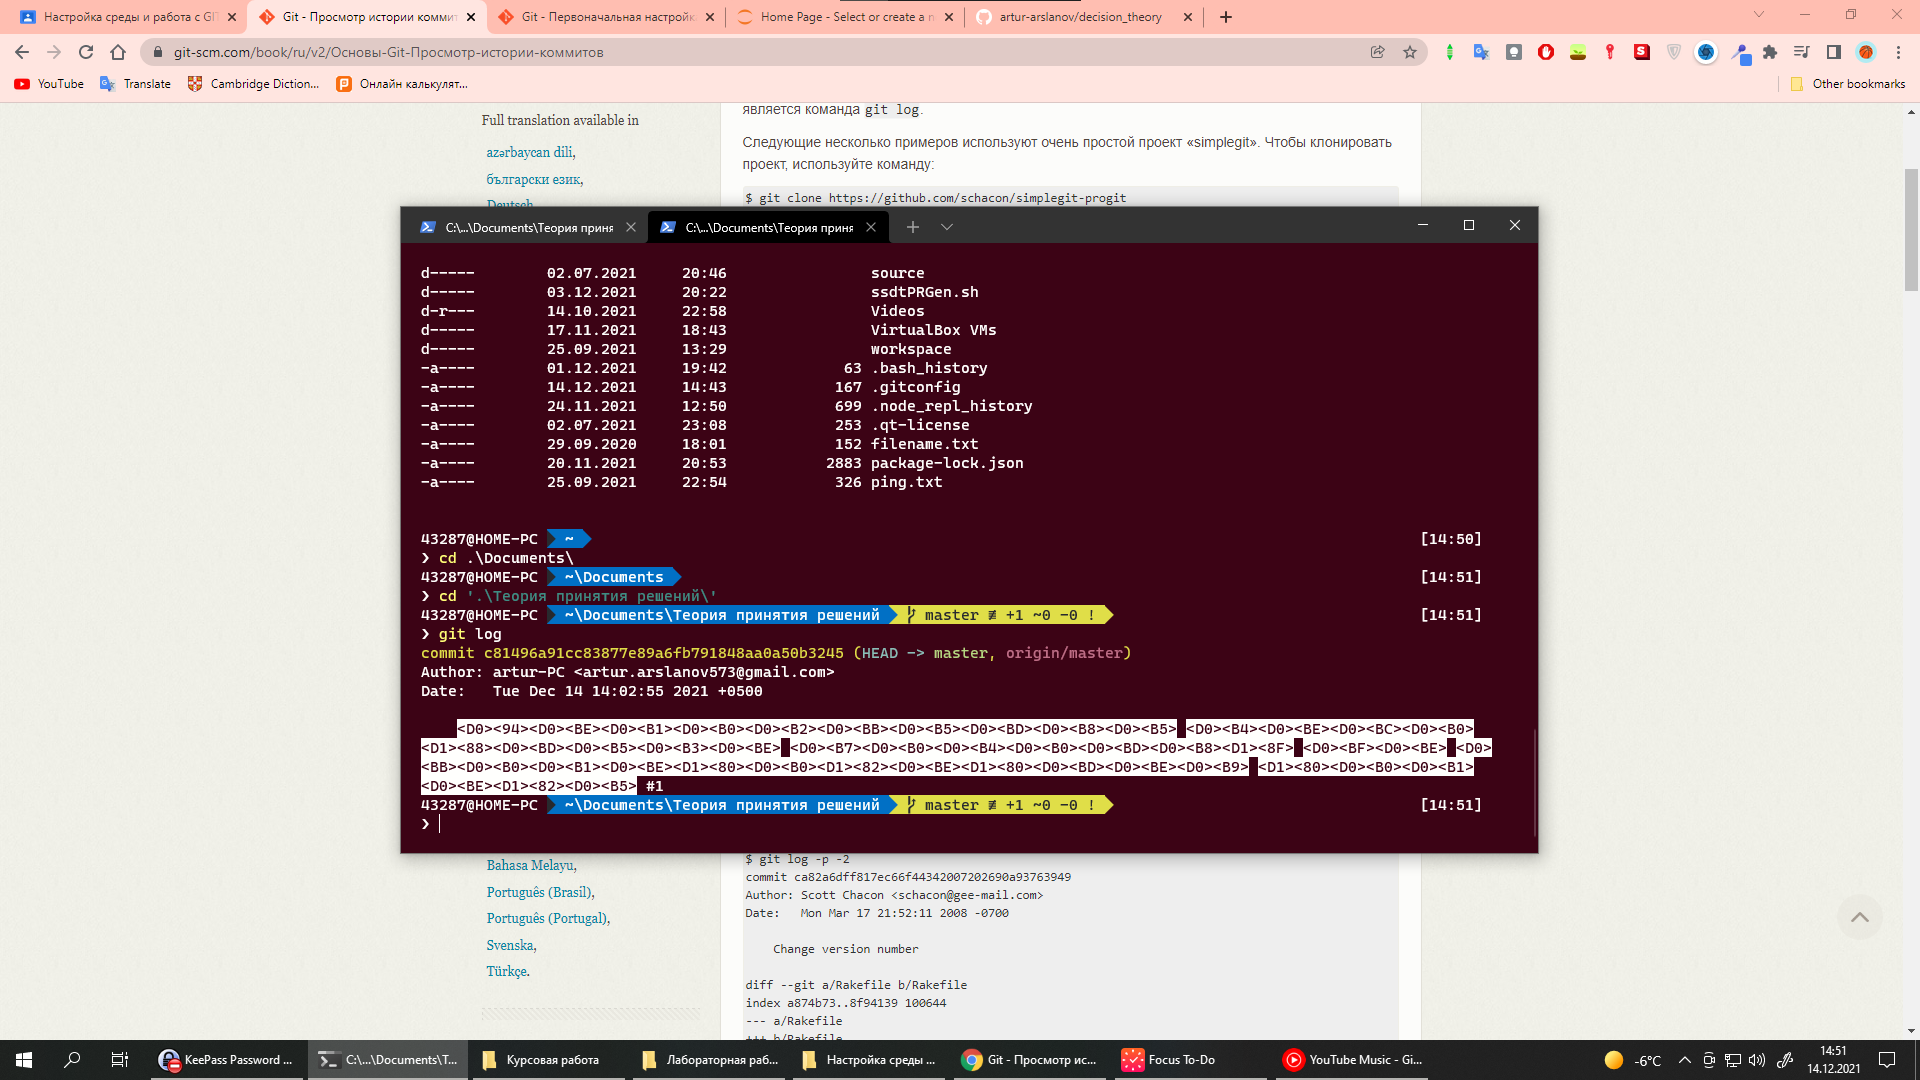 Настройка среды и работа с GI
Git - Просмотр истории коммит
Git - Первоначальная настройк
Home Page - Select or create a n
artur-arslanov/decision_theory
git-scm.com/book/ru/v2/Основы-Git-Просмотр-истории-коммитов
YouTube
Translate
Cambridge Diction...
Онлайн калькулят...
Other bookmarks
Full translation available in
azərbaycan dili,
български език,
Deutsch
является команда git log.
Следующие несколько примеров используют очень простой проект «simplegit». Чтобы клонировать
проект, используйте команду:
$ git clone https://github.com/schacon/simplegit-progit
C:\...\Documents\Теория приня
C:\...\Documents\Теория приня
d----- 02.07.2021 20:46 source
d----- 03.12.2021 20:22 ssdtPRGen.sh
d-r--- 14.10.2021 22:58 Videos
d----- 17.11.2021 18:43 VirtualBox VMs
d----- 25.09.2021 13:29 workspace
-a---- 01.12.2021 19:42 63 .bash_history
-a---- 14.12.2021 14:43 167 .gitconfig
-a---- 24.11.2021 12:50 699 .node_repl_history
-a---- 02.07.2021 23:08 253 .qt-license
-a---- 29.09.2020 18:01 152 filename.txt
-a---- 20.11.2021 20:53 2883 package-lock.json
-a---- 25.09.2021 22:54 326 ping.txt
43287@HOME-PC ~ [14:50]
❯ cd .\Documents\
43287@HOME-PC ~\Documents [14:51]
❯ cd '.\Теория принятия решений\'
43287@HOME-PC ~\Documents\Теория принятия решений master ≢ +1 ~0 -0 ! [14:51]
❯ git log
commit c81496a91cc83877e89a6fb791848aa0a50b3245 (HEAD -> master, origin/master)
Author: artur-PC <artur.arslanov573@gmail.com>
Date: Tue Dec 14 14:02:55 2021 +0500
<D0><94><D0><BE><D0><B1><D0><B0><D0><B2><D0><BB><D0><B5><D0><BD><D0><B8><D0><B5> <D0><B4><D0><BE><D0><BC><D0><B0>
<D1><88><D0><BD><D0><B5><D0><B3><D0><BE> <D0><B7><D0><B0><D0><B4><D0><B0><D0><BD><D0><B8><D1><8F> <D0><BF><D0><BE> <D0>
<BB><D0><B0><D0><B1><D0><BE><D1><80><D0><B0><D1><82><D0><BE><D1><80><D0><BD><D0><BE><D0><B9> <D1><80><D0><B0><D0><B1>
<D0><BE><D1><82><D0><B5> #1
43287@HOME-PC ~\Documents\Теория принятия решений master ≢ +1 ~0 -0 ! [14:51]
❯
Bahasa Melayu,
Português (Brasil),
Português (Portugal),
Svenska,
Türkçe.
$ git log -p -2
commit ca82a6dff817ec66f44342007202690a93763949
Author: Scott Chacon <schacon@gee-mail.com>
Date: Mon Mar 17 21:52:11 2008 -0700
Change version number
diff --git a/Rakefile b/Rakefile
index a874b73..8f94139 100644
--- a/Rakefile
+++ b/Rakefile
KeePass Password ...
C:\...\Documents\T...
Курсовая работа
Лабораторная раб...
Настройка среды ...
Git - Просмотр ис...
Focus To-Do
YouTube Music - Gi...
-6°C
14:51
14.12.2021